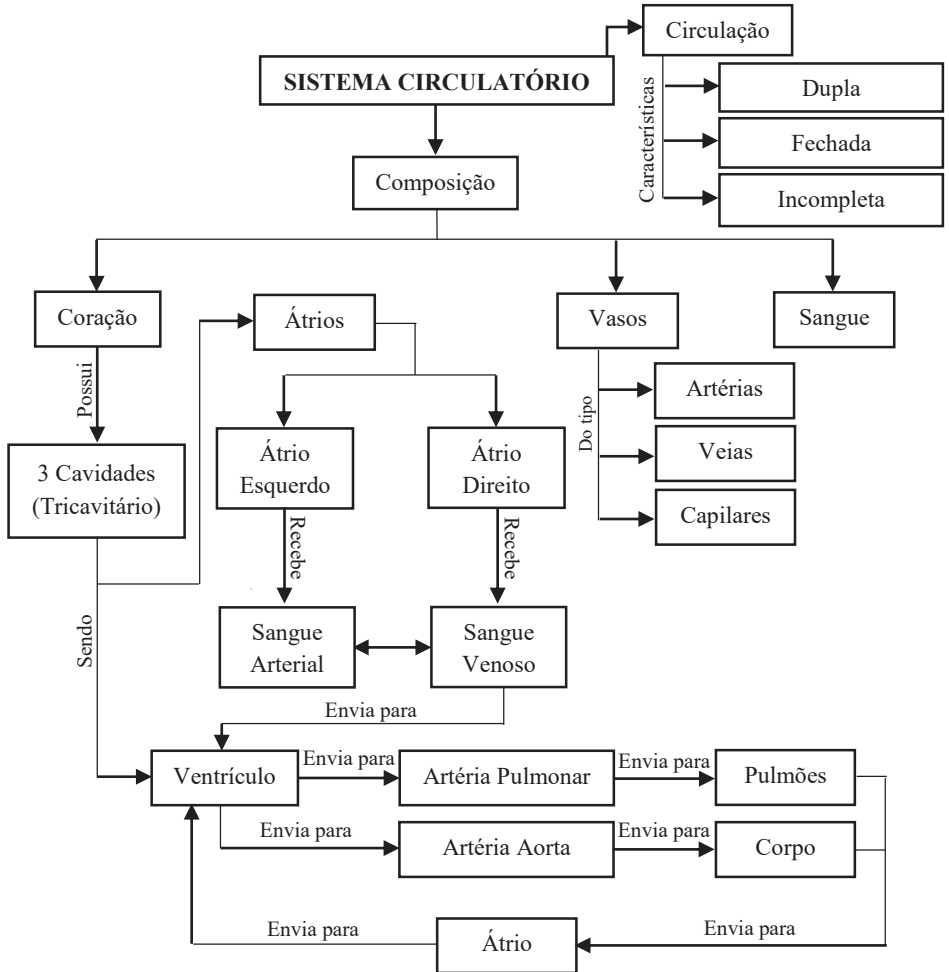 Circulação
SISTEMA CIRCULATÓRIO
Características
Dupla
Fechada
Incompleta
Composição
Coração
Átrios
Vasos
Sangue
Possui
Do tipo
Artérias
Veias
Capilares
3 Cavidades
(Tricavitário)
Átrio
Esquerdo
Átrio
Direito
Recebe
Recebe
Sendo
Sangue
Arterial
Sangue
Venoso
Envia para
Ventrículo
Envia para
Artéria Pulmonar
Envia para
Pulmões
Envia para
Artéria Aorta
Envia para
Corpo
Envia para
Átrio
Envia para